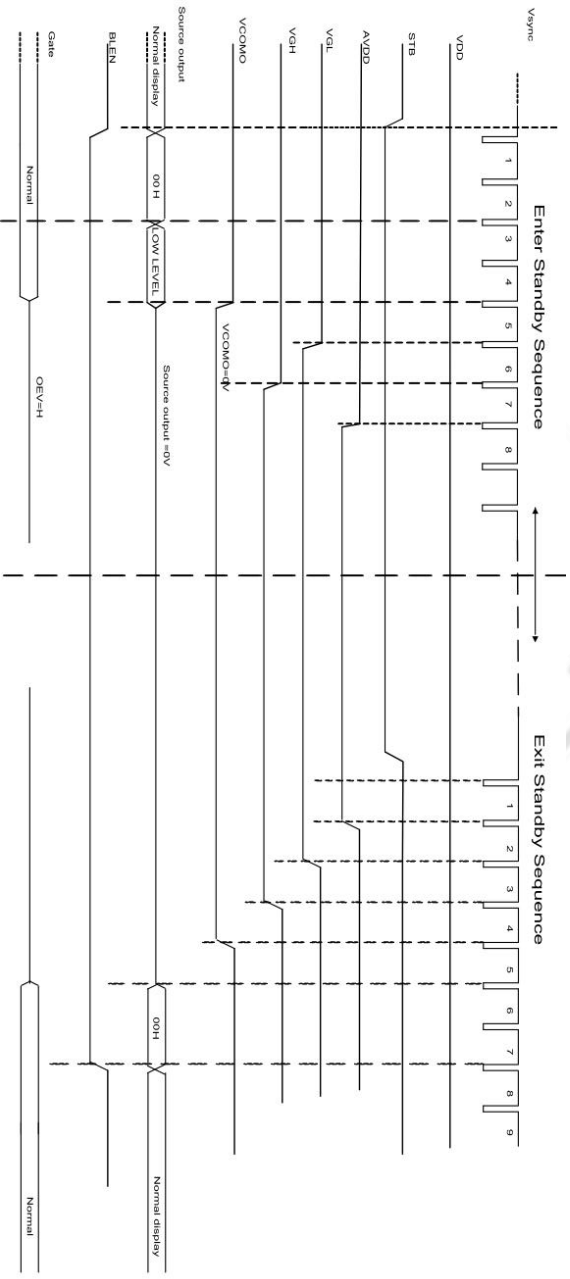 Enter Standby Sequence
Exit Standby Sequence
Vsync
1 2 3 4 5 6 7 8
1 2 3 4 5 6 7 8 9
VDD
STB
AVDD
VGL
VGH
VCOMO
VCOMO=0V
Source output
Normal display
00H
LOW LEVEL
Source output =0V
00H
Normal display
BLEN
Gate
Normal
OEV=H
Normal